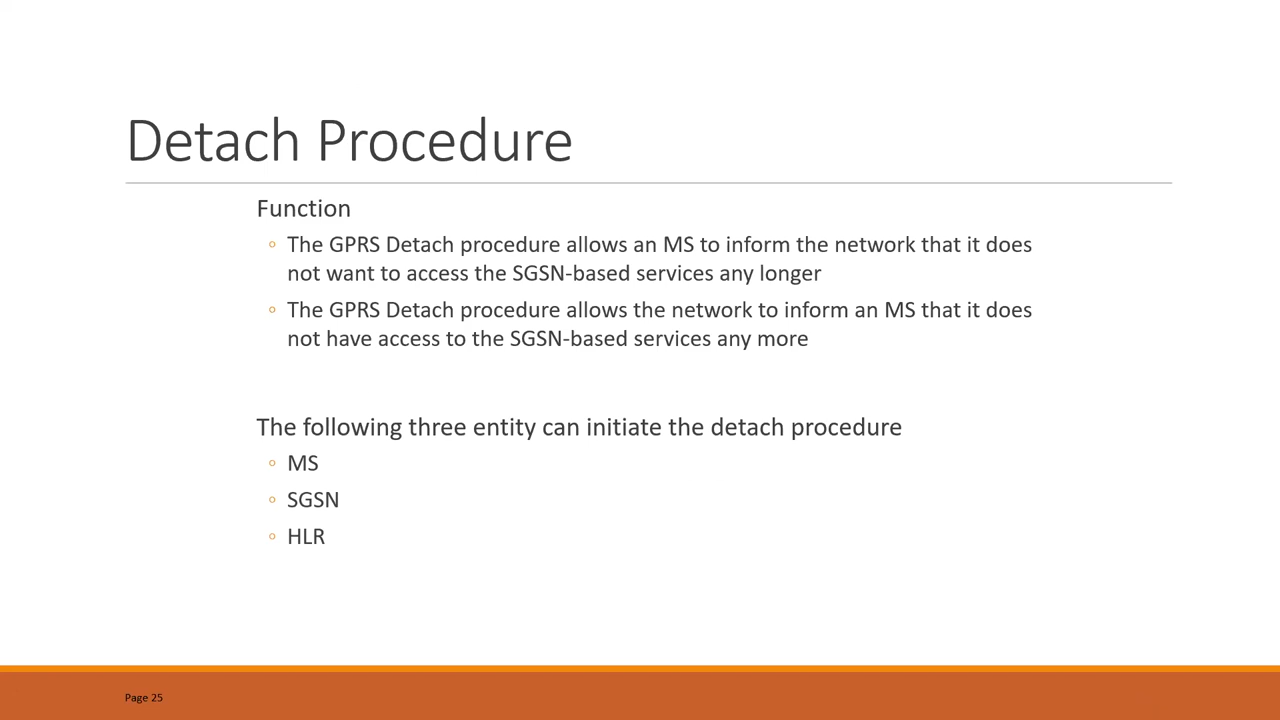 Detach Procedure
Function
◦ The GPRS Detach procedure allows an MS to inform the network that it does
not want to access the SGSN-based services any longer
◦ The GPRS Detach procedure allows the network to inform an MS that it does
not have access to the SGSN-based services any more
The following three entity can initiate the detach procedure
◦ MS
◦ SGSN
◦ HLR
Page 25